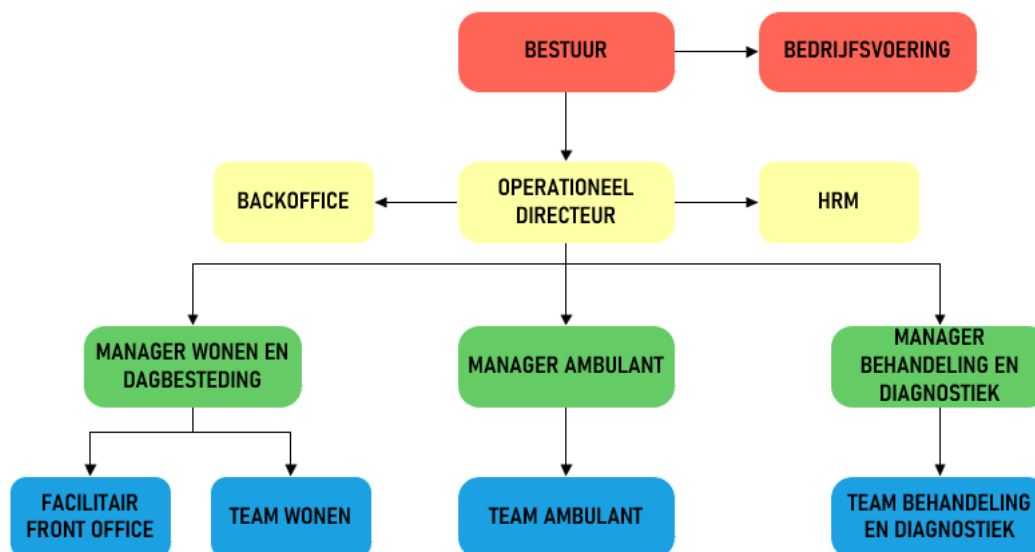 BESTUUR
BEDRIJFSVOERING
BACKOFFICE
OPERATIONEEL
DIRECTEUR
HRM
MANAGER WONEN EN
DAGBESTEDING
MANAGER AMBULANT
MANAGER
BEHANDELING EN
DIAGNOSTIEK
FACILITAIR
FRONT OFFICE
TEAM WONEN
TEAM AMBULANT
TEAM BEHANDELING
EN DIAGNOSTIEK